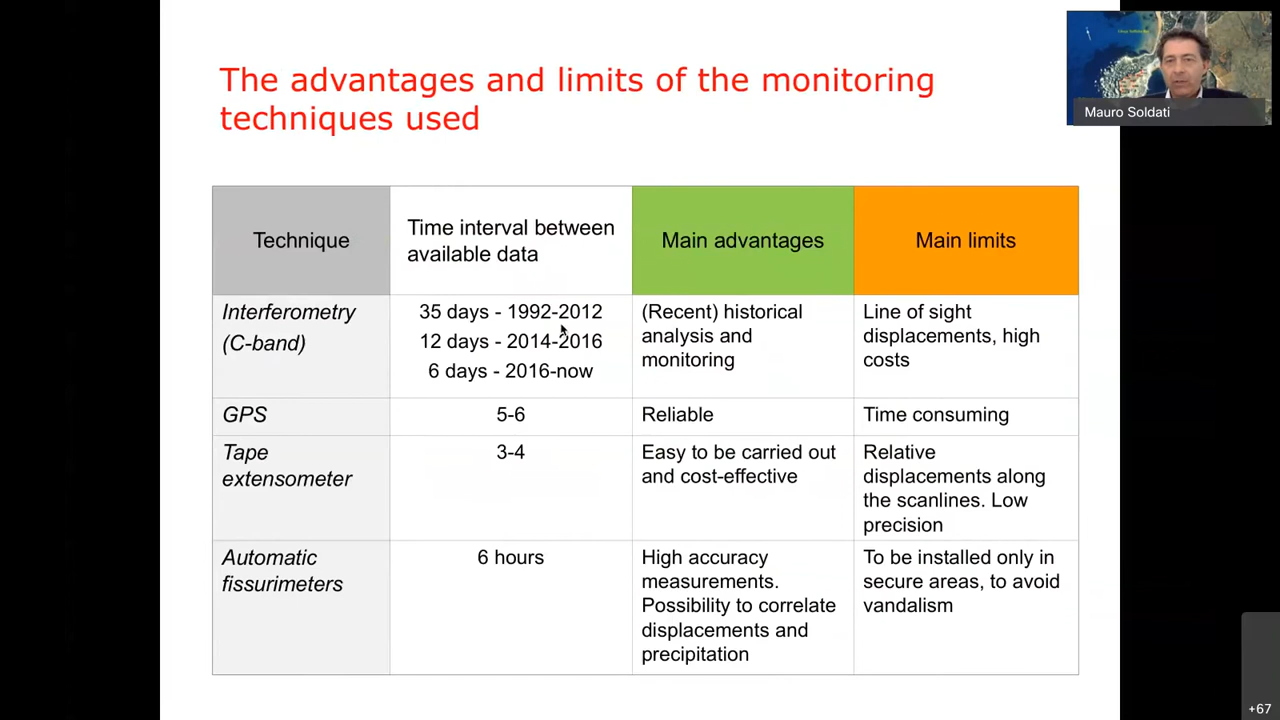 The advantages and limits of the monitoring
techniques used
Mauro Soldati
Technique
Time interval between
available data
Main advantages
Main limits
Interferometry
(C-band)
35 days - 1992-2012
12 days - 2014-2016
6 days - 2016-now
(Recent) historical
analysis and
monitoring
Line of sight
displacements, high
costs
GPS
5-6
Reliable
Time consuming
Tape
extensometer
3-4
Easy to be carried out
and cost-effective
Relative
displacements along
the scanlines. Low
precision
Automatic
fissurimeters
6 hours
High accuracy
measurements.
Possibility to correlate
displacements and
precipitation
To be installed only in
secure areas, to avoid
vandalism
+67